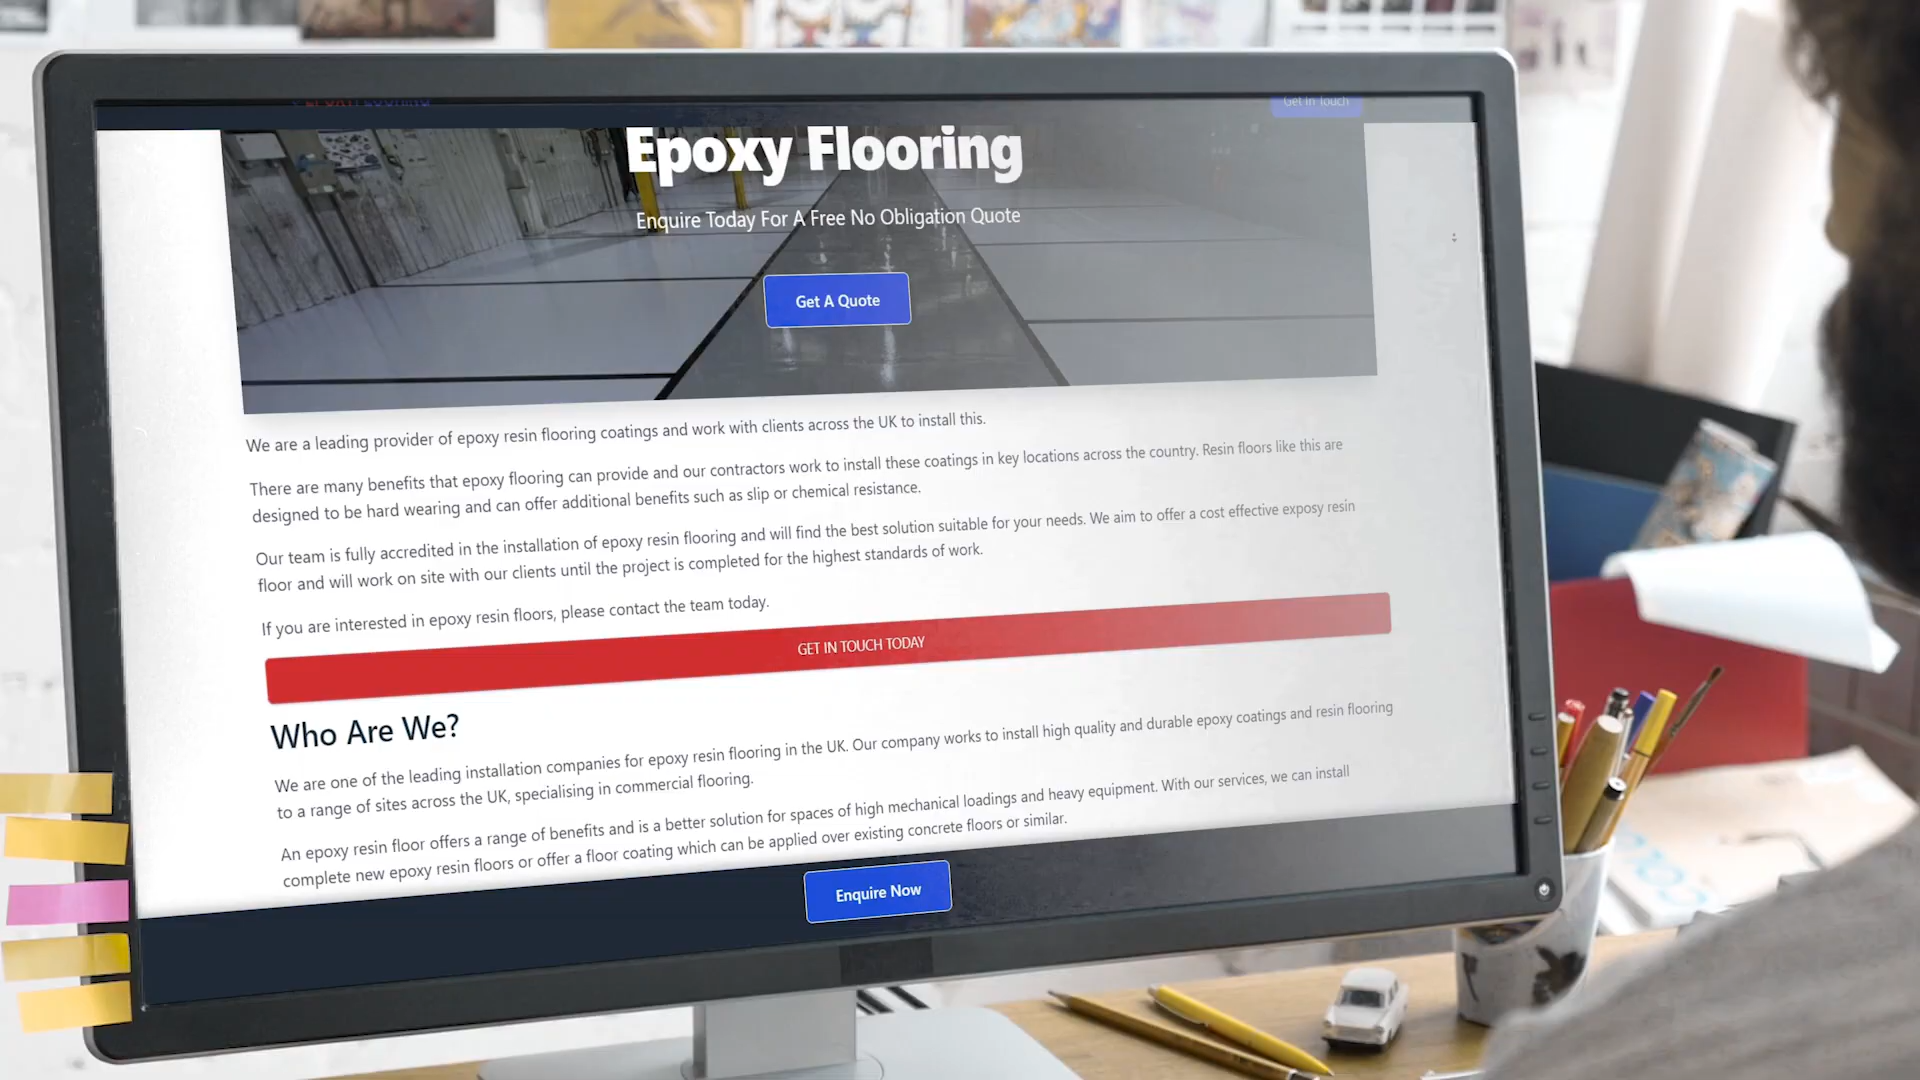 Get In Touch
Epoxy Flooring
Enquire Today For A Free No Obligation Quote
Get A Quote
We are a leading provider of epoxy resin flooring coatings and work with clients across the UK to install this.
There are many benefits that epoxy flooring can provide and our contractors work to install these coatings in key locations across the country. Resin floors like this are
designed to be hard wearing and can offer additional benefits such as slip or chemical resistance.
Our team is fully accredited in the installation of epoxy resin flooring and will find the best solution suitable for your needs. We aim to offer a cost effective exposy resin
floor and will work on site with our clients until the project is completed for the highest standards of work.
If you are interested in epoxy resin floors, please contact the team today.
GET IN TOUCH TODAY
Who Are We?
We are one of the leading installation companies for epoxy resin flooring in the UK. Our company works to install high quality and durable epoxy coatings and resin flooring
to a range of sites across the UK, specialising in commercial flooring.
An epoxy resin floor offers a range of benefits and is a better solution for spaces of high mechanical loadings and heavy equipment. With our services, we can install
complete new epoxy resin floors or offer a floor coating which can be applied over existing concrete floors or similar.
Enquire Now